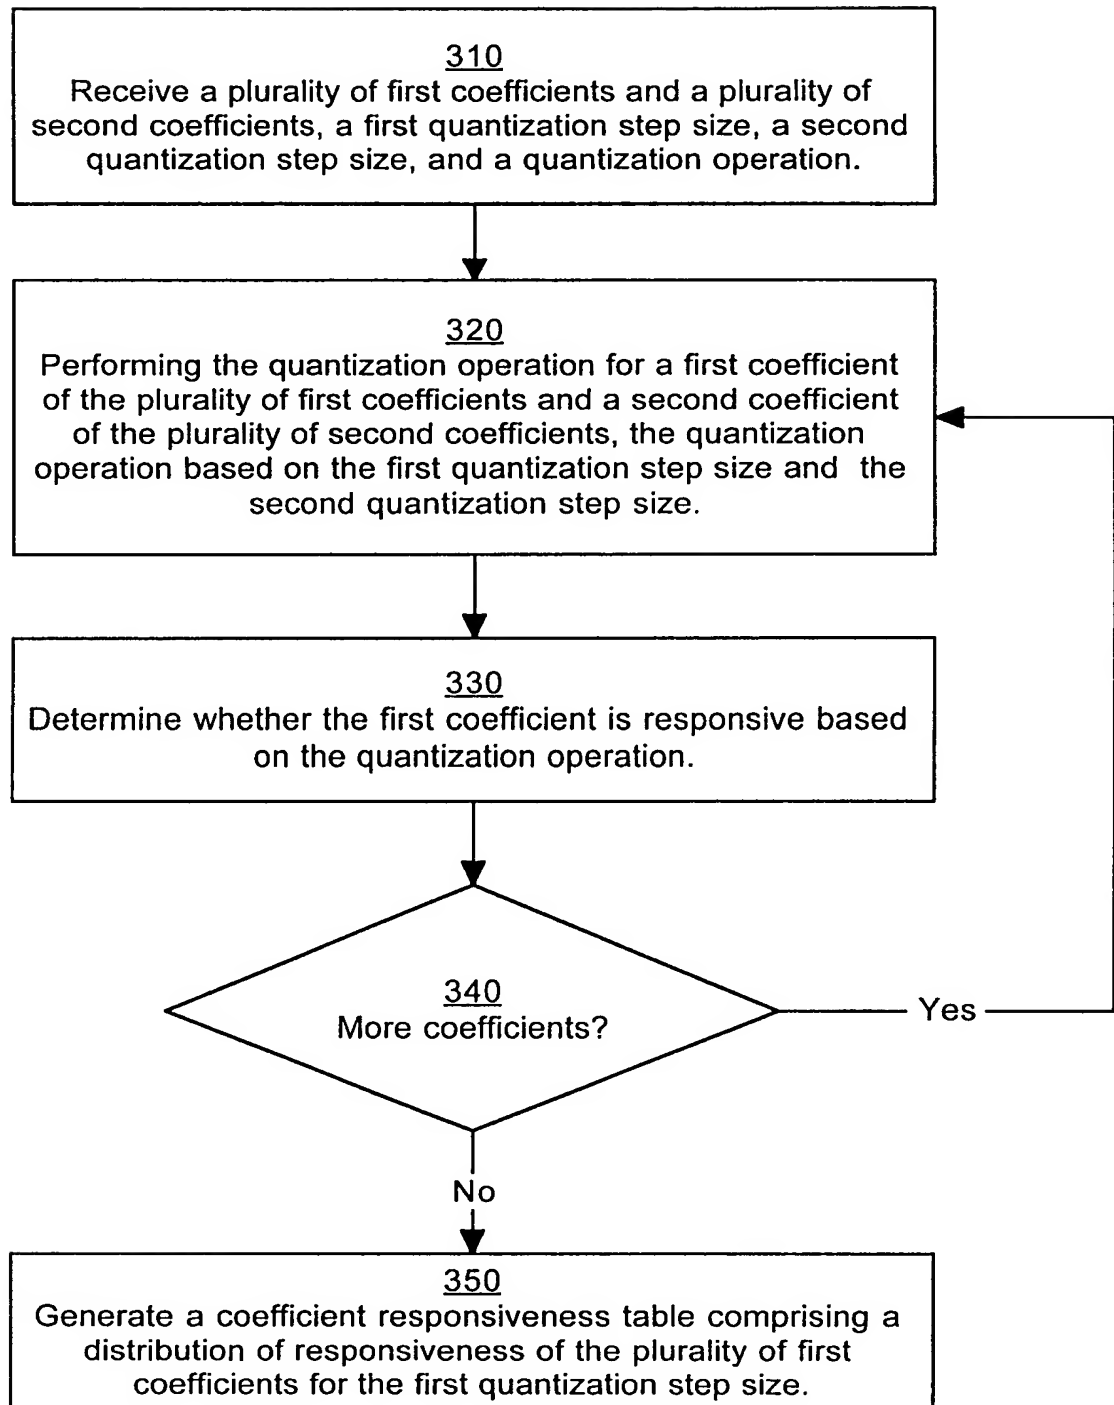 310
Receive a plurality of first coefficients and a plurality of
second coefficients, a first quantization step size, a second
quantization step size, and a quantization operation.
320
Performing the quantization operation for a first coefficient
of the plurality of first coefficients and a second coefficient
of the plurality of second coefficients, the quantization
operation based on the first quantization step size and the
second quantization step size.
330
Determine whether the first coefficient is responsive based
on the quantization operation.
340
More coefficients?
Yes
No
350
Generate a coefficient responsiveness table comprising a
distribution of responsiveness of the plurality of first
coefficients for the first quantization step size.